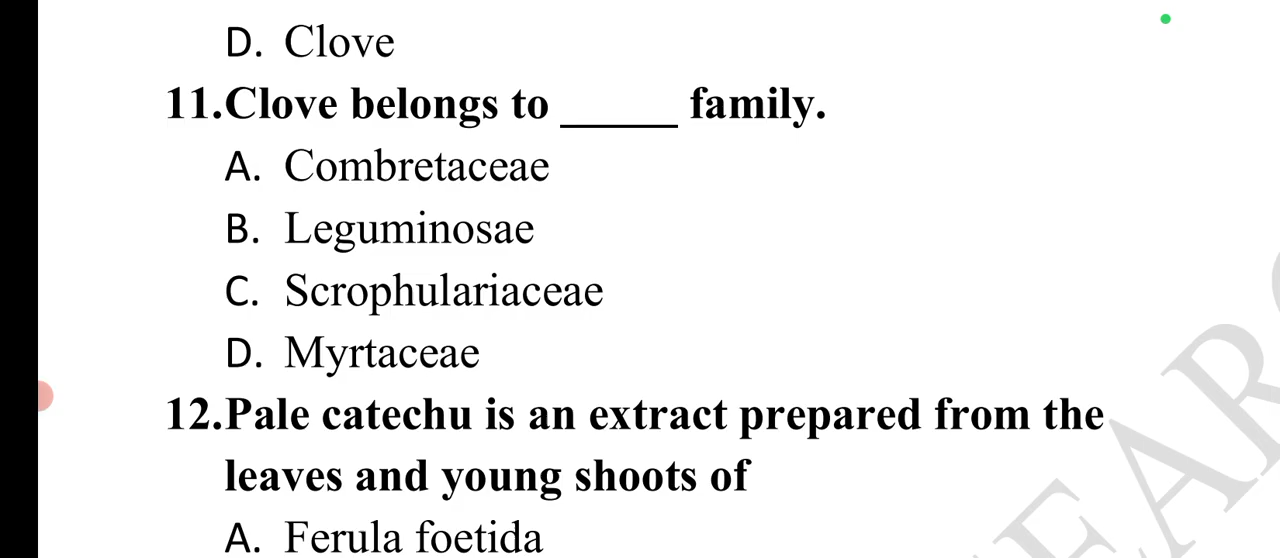 D. Clove
11.Clove belongs to _____ family.
A. Combretaceae
B. Leguminosae
C. Scrophulariaceae
D. Myrtaceae
12.Pale catechu is an extract prepared from the
leaves and young shoots of
A. Ferula foetida